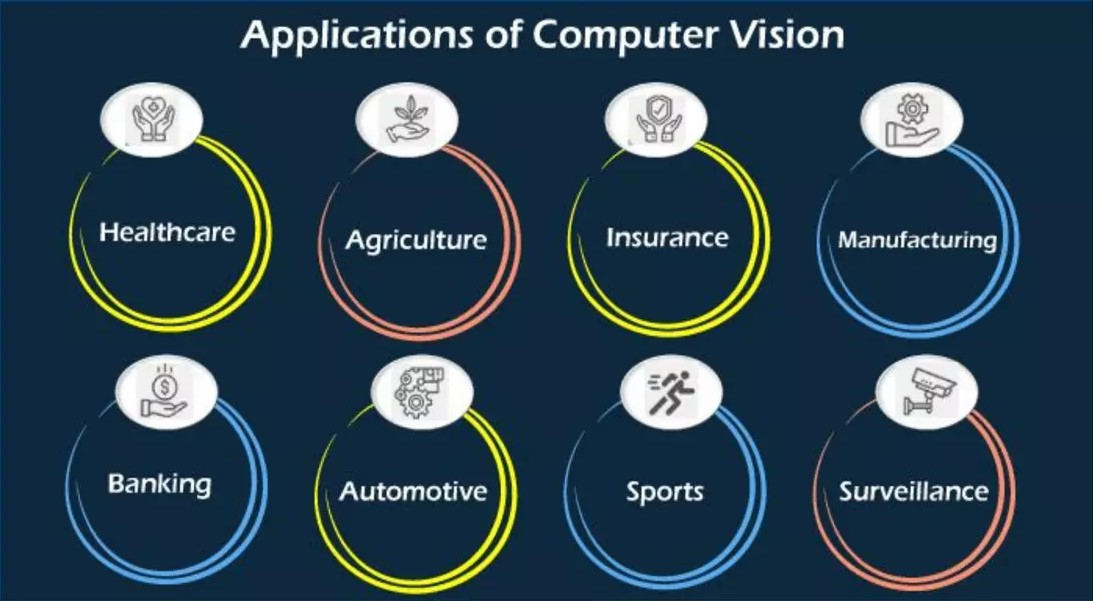 Applications of Computer Vision
Healthcare
Agriculture
Insurance
Manufacturing
Banking
Automotive
Sports
Surveillance